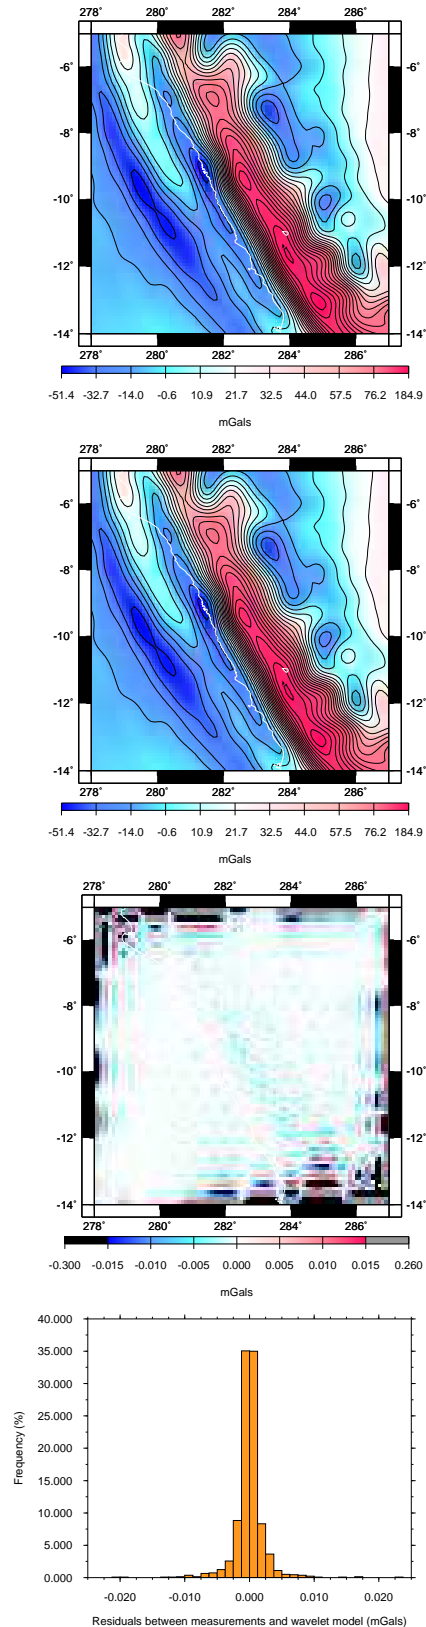 278˚ 280˚ 282˚ 284˚ 286˚
-6˚ -6˚
-8˚ -8˚
-10˚ -10˚
-12˚ -12˚
-14˚ -14˚
278˚ 280˚ 282˚ 284˚ 286˚
-51.4 -32.7 -14.0 -0.6 10.9 21.7 32.5 44.0 57.5 76.2 184.9
mGals
278˚ 280˚ 282˚ 284˚ 286˚
-6˚ -6˚
-8˚ -8˚
-10˚ -10˚
-12˚ -12˚
-14˚ -14˚
278˚ 280˚ 282˚ 284˚ 286˚
-51.4 -32.7 -14.0 -0.6 10.9 21.7 32.5 44.0 57.5 76.2 184.9
mGals
278˚ 280˚ 282˚ 284˚ 286˚
-6˚ -6˚
-8˚ -8˚
-10˚ -10˚
-12˚ -12˚
-14˚ -14˚
278˚ 280˚ 282˚ 284˚ 286˚
-0.300 -0.015 -0.010 -0.005 0.000 0.005 0.010 0.015 0.260
mGals
40.000
35.000
30.000
25.000
20.000
15.000
10.000
5.000
0.000
Frequency (%)
-0.020 -0.010 0.000 0.010 0.020
Residuals between measurements and wavelet model (mGals)